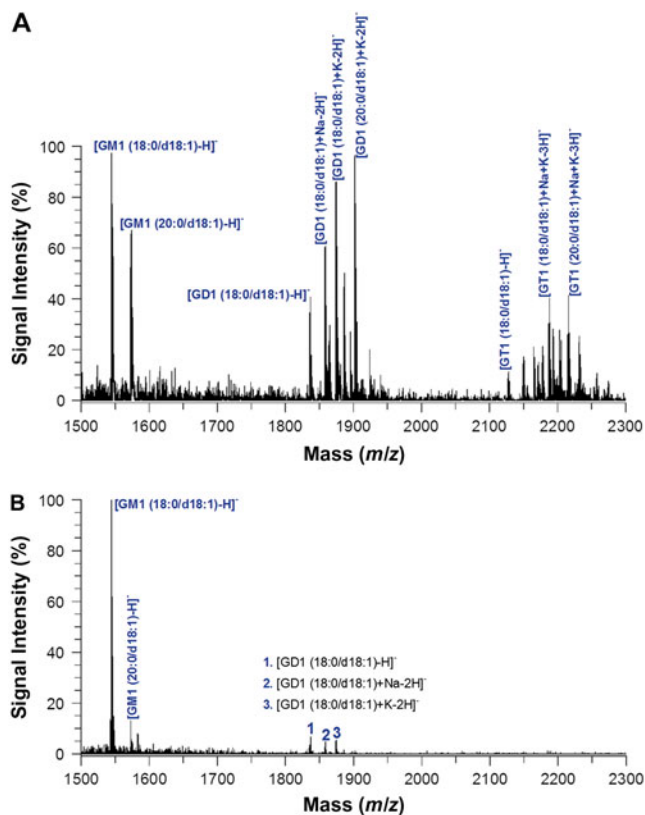 A
[GM1 (18:0/d18:1)-H]-
[GM1 (20:0/d18:1)-H]-
[GD1 (18:0/d18:1)-H]-
[GD1 (18:0/d18:1)+Na-2H]-
[GD1 (18:0/d18:1)+K-2H]-
[GD1 (20:0/d18:1)+K-2H]-
[GT1 (18:0/d18:1)-H]-
[GT1 (18:0/d18:1)+Na+K-3H]-
[GT1 (20:0/d18:1)+Na+K-3H]-
Signal Intensity (%)
100
80
60
40
20
0
1500 1600 1700 1800 1900 2000 2100 2200 2300
Mass (m/z)
B
[GM1 (18:0/d18:1)-H]-
[GM1 (20:0/d18:1)-H]-
1. [GD1 (18:0/d18:1)-H]-
2. [GD1 (18:0/d18:1)+Na-2H]-
3. [GD1 (18:0/d18:1)+K-2H]-
1 2 3
Signal Intensity (%)
100
80
60
40
20
0
1500 1600 1700 1800 1900 2000 2100 2200 2300
Mass (m/z)